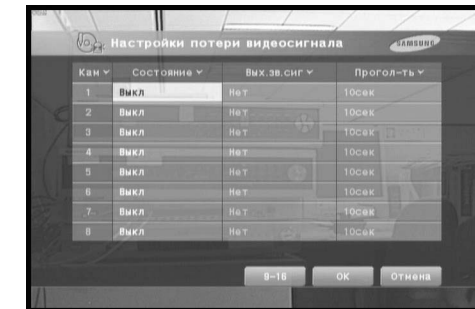 Настройки потери видеосигнала SAMSUNG
Кам Состояние Вых.зв.сиг Прогол-ть
1 Выкл Нет 10сек
2 Выкл Нет 10сек
3 Выкл Нет 10сек
4 Выкл Нет 10сек
5 Выкл Нет 10сек
6 Выкл Нет 10сек
7 Выкл Нет 10сек
8 Выкл Нет 10сек
9–16 ОК Отмена